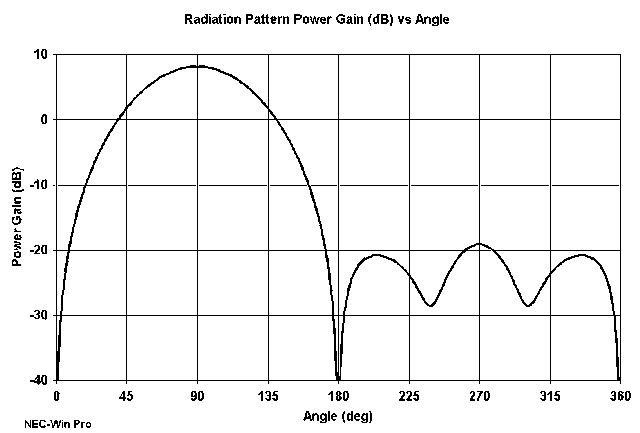 Radiation Pattern Power Gain (dB) vs Angle
10
0
-10
-20
-30
-40
Power Gain (dB)
0 45 90 135 180 225 270 315 360
Angle (deg)
NEC-Win Pro